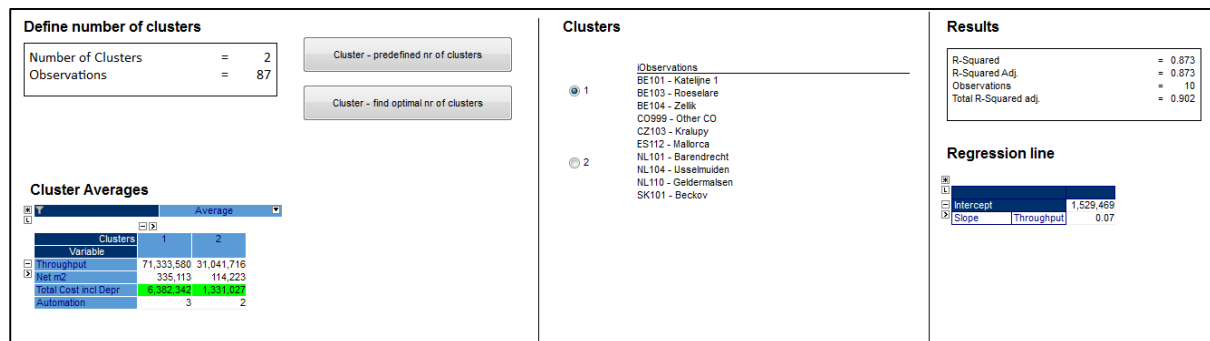 Define number of clusters
Number of Clusters = 2
Observations = 87
Cluster - predefined nr of clusters
Cluster - find optimal nr of clusters
Cluster Averages
Average
Clusters 1 2
Variable
Throughput 71,333,580 31,041,716
Net m2 335,113 114,223
Total Cost incl Depr 6,382,342 1,331,027
Automation 3 2
Clusters
1
2
iObservations
BE101 - Katelijne 1
BE103 - Roeselare
BE104 - Zellik
CO999 - Other CO
CZ103 - Kralupy
ES112 - Mallorca
NL101 - Barendrecht
NL104 - IJsselmuiden
NL110 - Geldermalsen
SK101 - Beckov
Results
R-Squared = 0.873
R-Squared Adj. = 0.873
Observations = 10
Total R-Squared adj. = 0.902
Regression line
L
Intercept 1,529,469
Slope Throughput 0.07